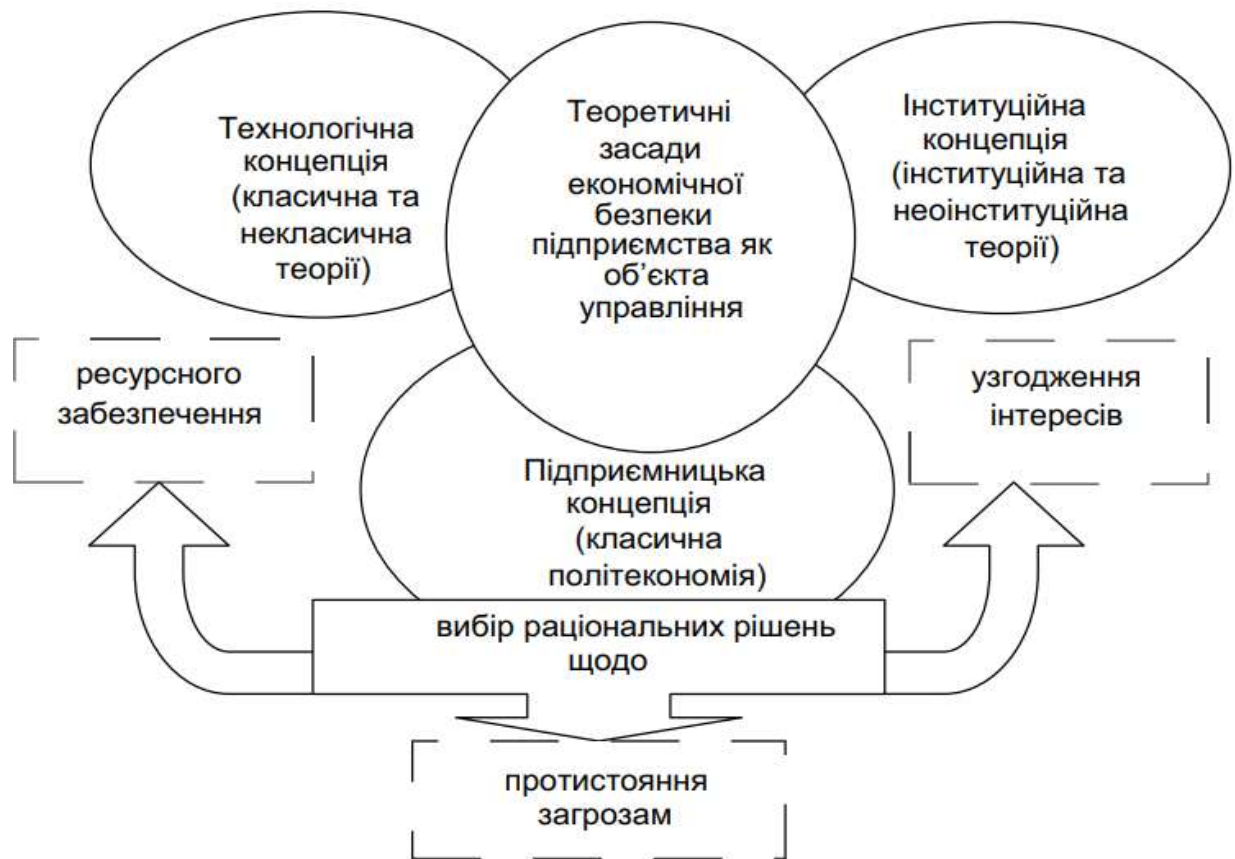 Технологічна
концепція
(класична та
некласична
теорії)
Теоретичні
засади
економічної
безпеки
підприємства як
об’єкта
управління
Інституційна
концепція
(інституційна та
неоінституційна
теорії)
ресурсного
забезпечення
узгодження
інтересів
Підприємницька
концепція
(класична
політекономія)
вибір раціональних рішень
щодо
протистояння
загрозам